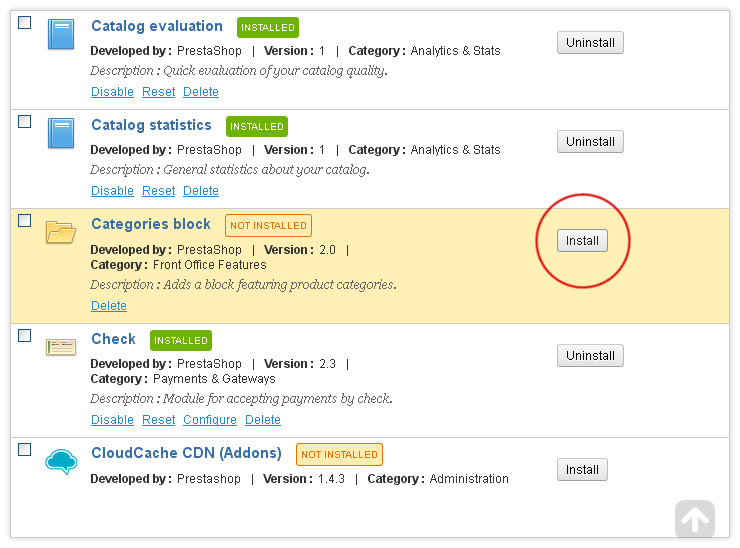 Catalog evaluation INSTALLED
Developed by : PrestaShop | Version : 1 | Category : Analytics & Stats
Uninstall
Description : Quick evaluation of your catalog quality.
Disable Reset Delete
Catalog statistics INSTALLED
Developed by : PrestaShop | Version : 1 | Category : Analytics & Stats
Uninstall
Description : General statistics about your catalog.
Disable Reset Delete
Categories block NOT INSTALLED
Developed by : PrestaShop | Version : 2.0 |
Install
Category : Front Office Features
Description : Adds a block featuring product categories.
Delete
Check INSTALLED
Developed by : PrestaShop | Version : 2.3 |
Uninstall
Category : Payments & Gateways
Description : Module for accepting payments by check.
Disable Reset Configure Delete
CloudCache CDN (Addons) NOT INSTALLED
Developed by : Prestashop | Version : 1.4.3 | Category : Administration
Install